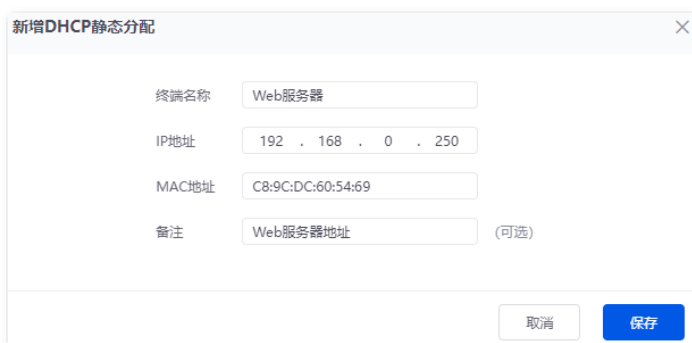 新增DHCP静态分配
终端名称 Web服务器
IP地址 192 . 168 . 0 . 250
MAC地址 C8:9C:DC:60:54:69
备注 Web服务器地址 (可选)
取消 保存